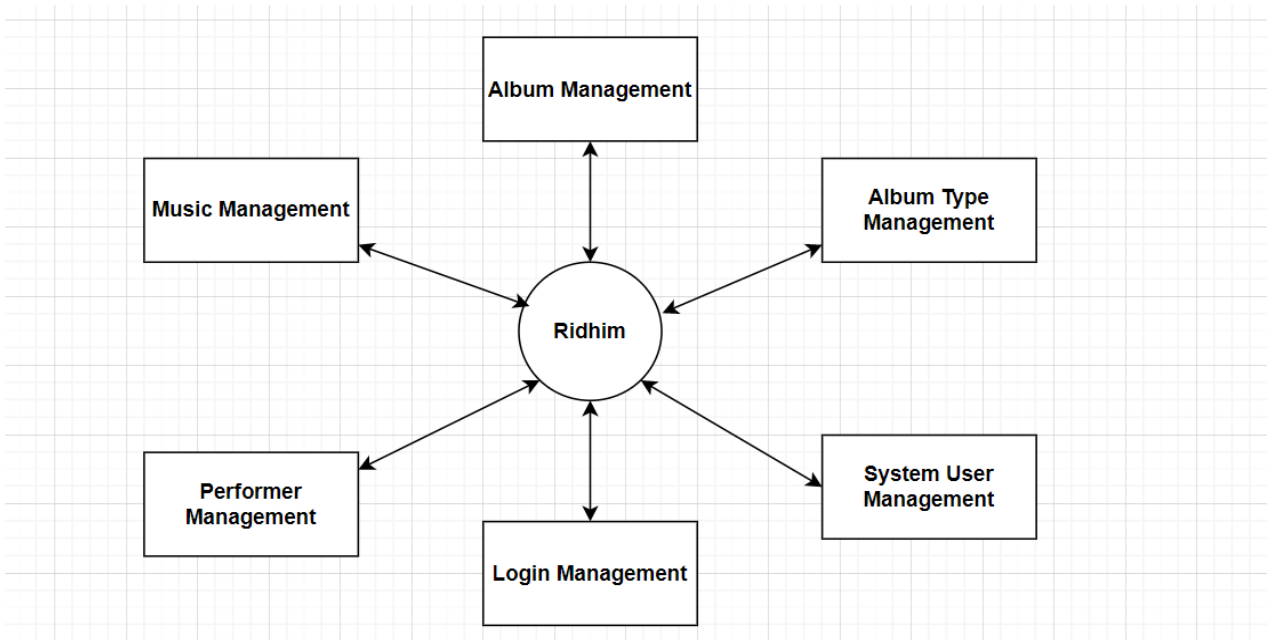 Album Management
Music Management
Album Type
Management
Ridhim
Performer
Management
System User
Management
Login Management